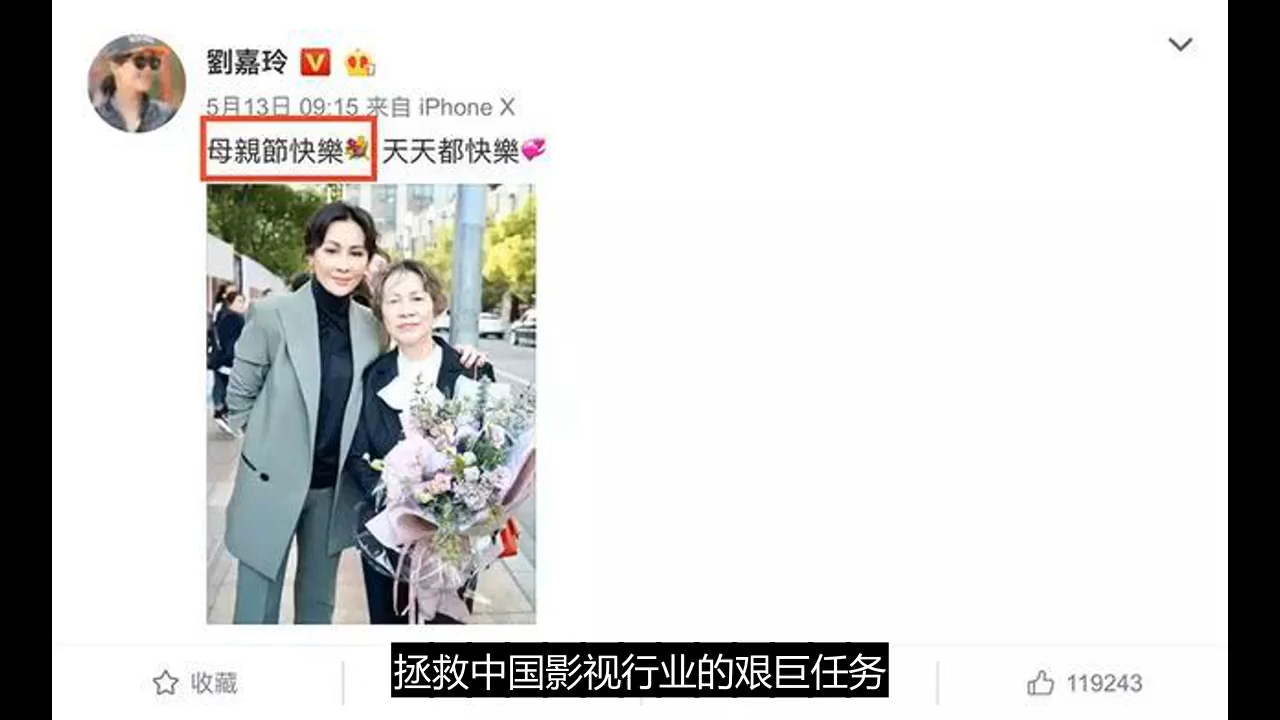 劉嘉玲
5月13日 09:15 来自 iPhone X
母親節快樂 天天都快樂
拯救中国影视行业的艰巨任务
收藏
119243